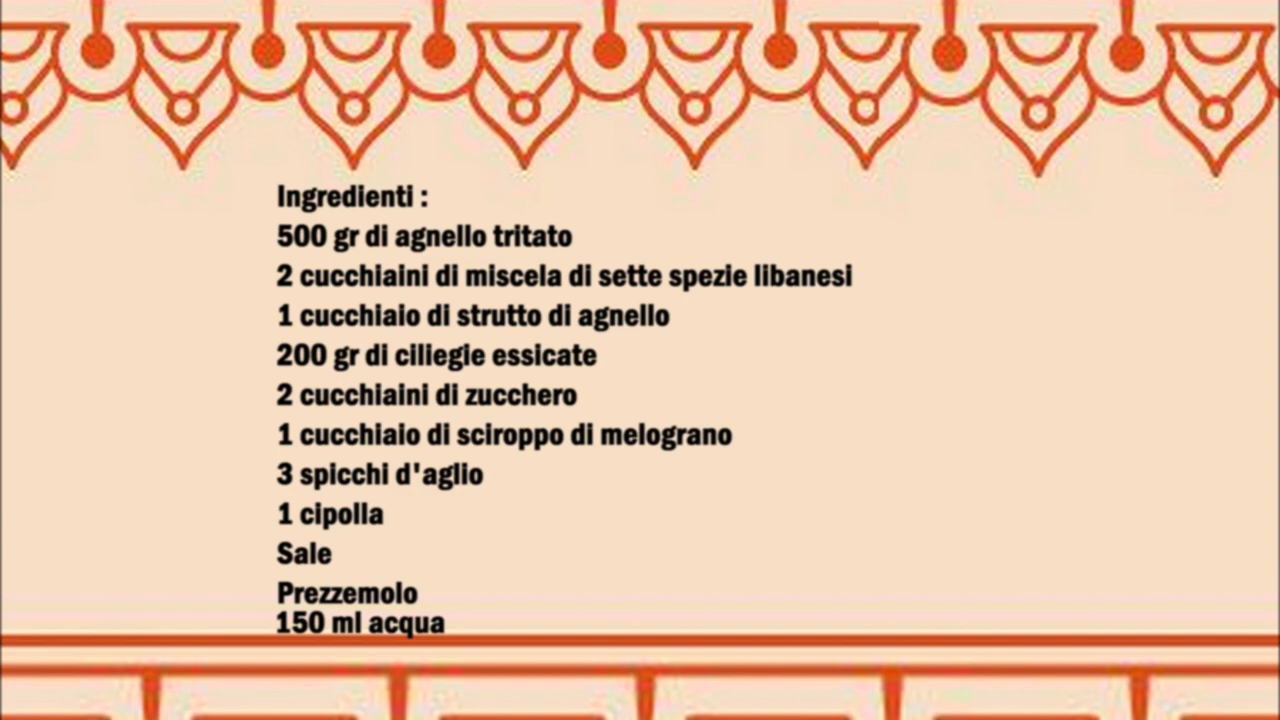 Ingredienti :
500 gr di agnello tritato
2 cucchiaini di miscela di sette spezie libanesi
1 cucchiaio di strutto di agnello
200 gr di ciliegie essicate
2 cucchiaini di zucchero
1 cucchiaio di sciroppo di melograno
3 spicchi d'aglio
1 cipolla
Sale
Prezzemolo
150 ml acqua